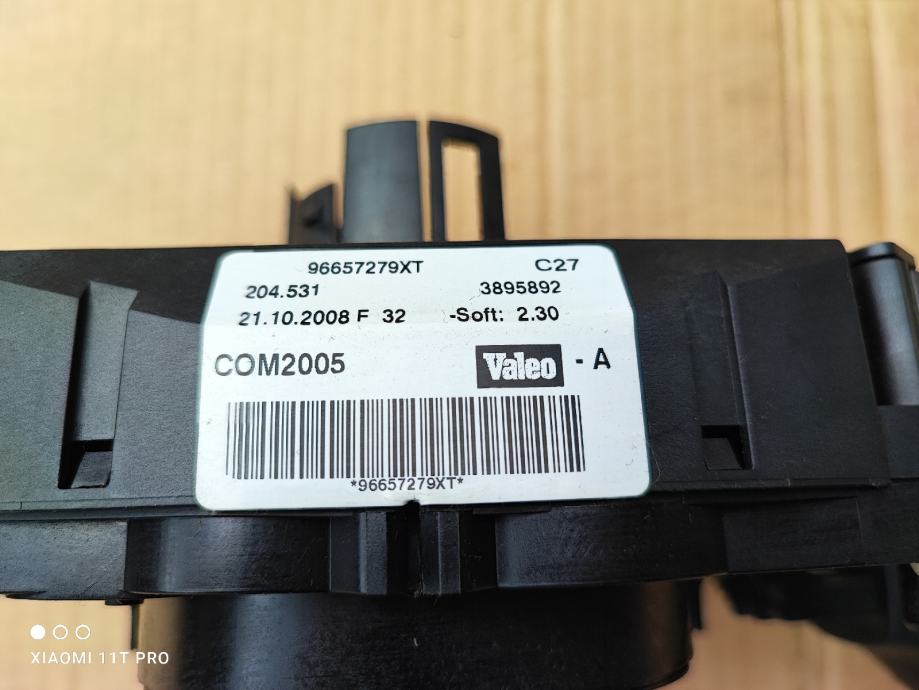 96657279XT C27
204.531 3895892
21.10.2008 F 32 -Soft: 2.30
COM2005 Valeo - A
*96657279XT*
XIAOMI 11T PRO